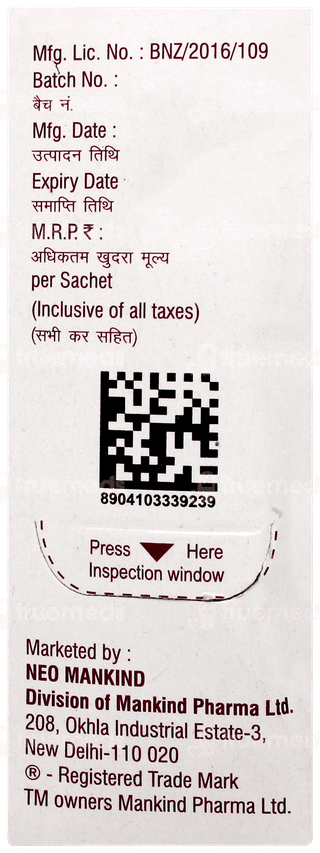 Mfg. Lic. No. : BNZ/2016/109
Batch No. :
बैच नं.
Mfg. Date :
उत्पादन तिथि
Expiry Date
समाप्ति तिथि
M.R.P. ₹ :
अधिकतम खुदरा मूल्य
per Sachet
(Inclusive of all taxes)
(सभी कर सहित)
8904103339239
Press Here
Inspection window
Marketed by :
NEO MANKIND
Division of Mankind Pharma Ltd.
208, Okhla Industrial Estate-3,
New Delhi-110 020
® - Registered Trade Mark
TM owners Mankind Pharma Ltd.